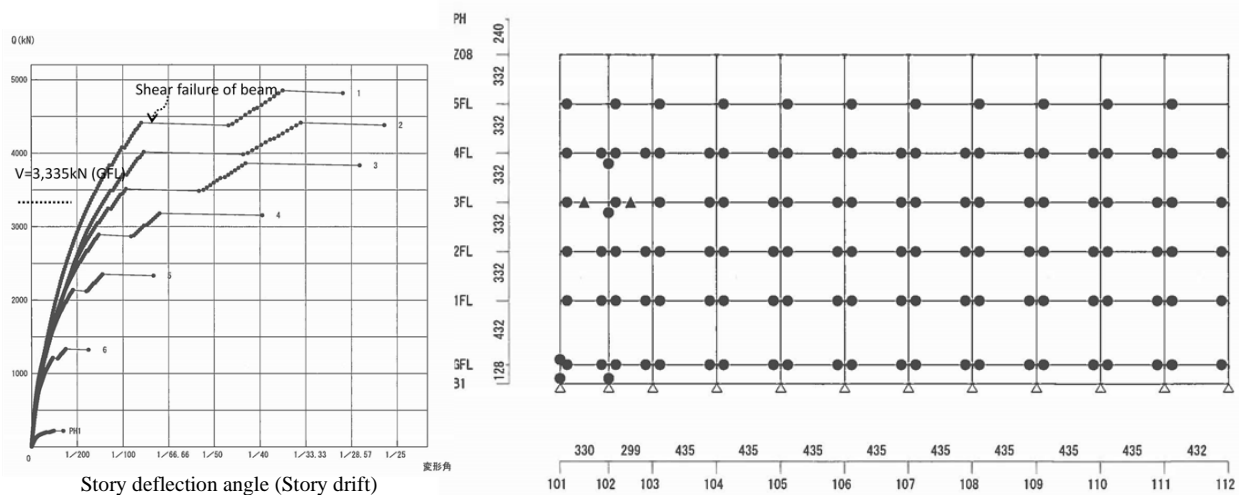 Q(kN)
5000
4000
3000
2000
1000
0
Shear failure of beam
V=3,335kN (GFL)
1
2
3
4
5
6
PH1
1/200
1/100
1/66.66
1/50
1/40
1/33.33
1/28.57
1/25
変形角
Story deflection angle (Story drift)
PH
Z08
5FL
4FL
3FL
2FL
1FL
GFL
B1
240
332
332
332
332
332
432
128
330 299 435 435 435 435 435 435 435 435 432
101 102 103 104 105 106 107 108 109 110 111 112